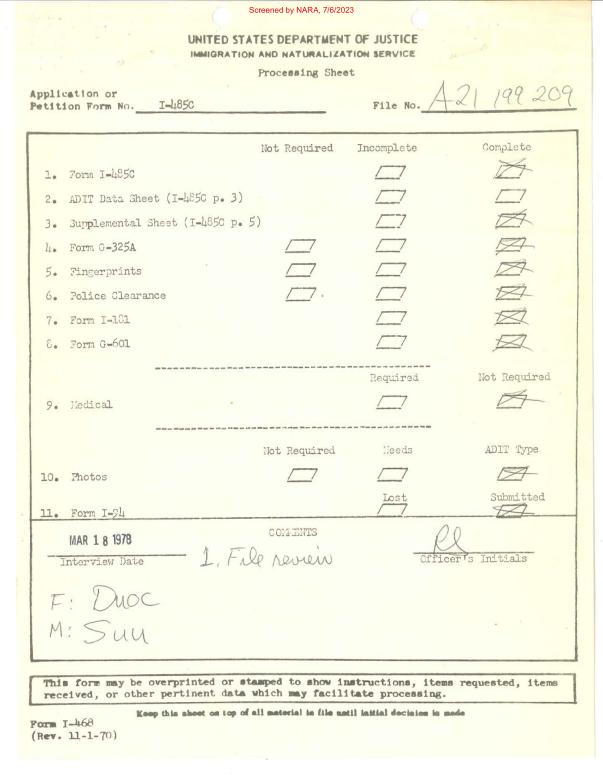 Screened by NARA, 7/6/2023
UNITED STATES DEPARTMENT OF JUSTICE
IMMIGRATION AND NATURALIZATION SERVICE
Processing Sheet
Application or
Petition Form No. I-485C File No. A21 199 209
Not Required Incomplete Complete
1. Form I-485C
2. ADIT Data Sheet (I-485C p. 3)
3. Supplemental Sheet (I-485C p. 5)
4. Form G-325A
5. Fingerprints
6. Police Clearance
7. Form I-181
8. Form G-601
Required Not Required
9. Medical
Not Required Needs ADIT Type
10. Photos
Lost Submitted
11. Form I-94
MAR 18 1978 COMMENTS
Interview Date 1. File review Officer's Initials
F: Duoc
M: Suu
This form may be overprinted or stamped to show instructions, items requested, items
received, or other pertinent data which may facilitate processing.
Keep this sheet on top of all material in file until initial decision is made
Form I-468
(Rev. 11-1-70)